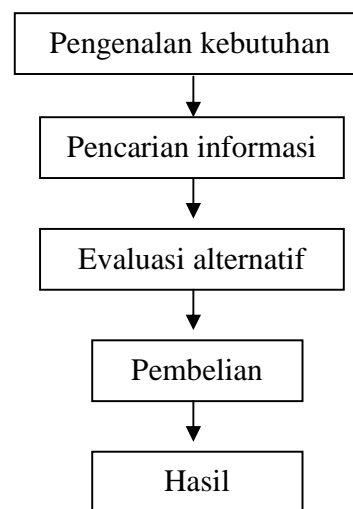 Pengenalan kebutuhan
Pencarian informasi
Evaluasi alternatif
Pembelian
Hasil